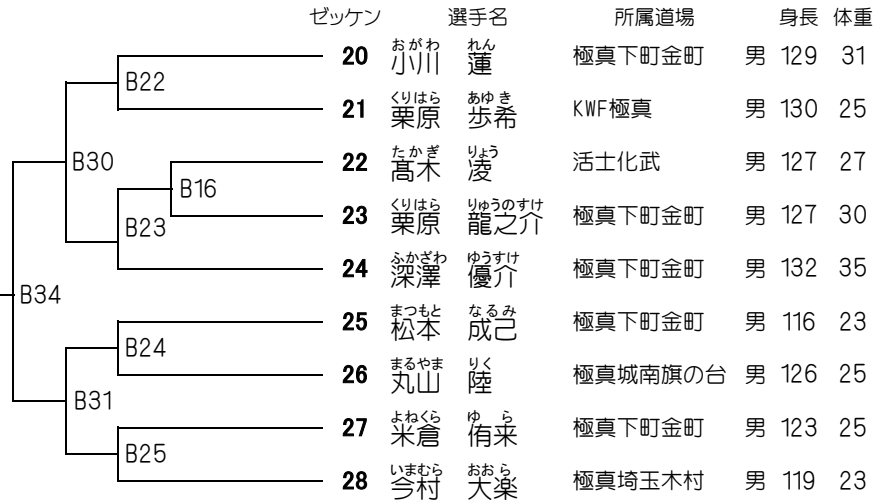 ゼッケン 選手名 所属道場 身長 体重
おがわ れん
20 小川 蓮 極真下町金町 男 129 31
B22
くりはら あゆき
21 栗原 歩希 KWF極真 男 130 25
B30
たかぎ りょう
22 髙木 凌 活士化武 男 127 27
B16
くりはら りゅうのすけ
23 栗原 龍之介 極真下町金町 男 127 30
B23
ふかざわ ゆうすけ
24 深澤 優介 極真下町金町 男 132 35
B34
まつもと なるみ
25 松本 成己 極真下町金町 男 116 23
B24
まるやま りく
26 丸山 陸 極真城南旗の台 男 126 25
B31
よねくら ゆら
27 米倉 侑来 極真下町金町 男 123 25
B25
いまむら おおら
28 今村 大楽 極真埼玉木村 男 119 23